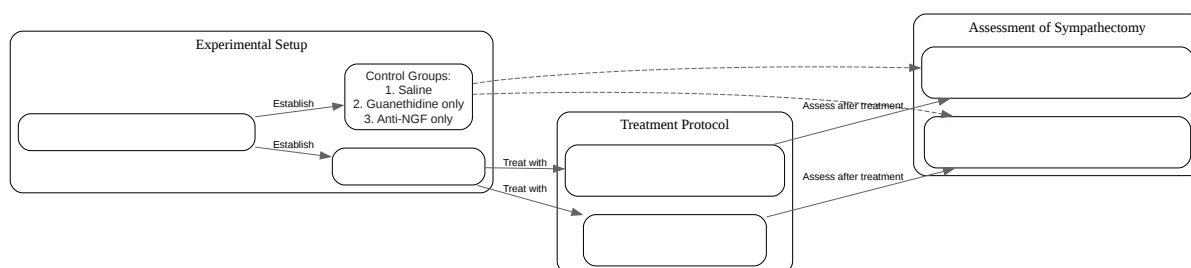 Experimental Setup
Control Groups:
1. Saline
2. Guanethidine only
3. Anti-NGF only
Establish
Establish
Treatment Protocol
Treat with
Treat with
Assessment of Sympathectomy
Assess after treatment
Assess after treatment